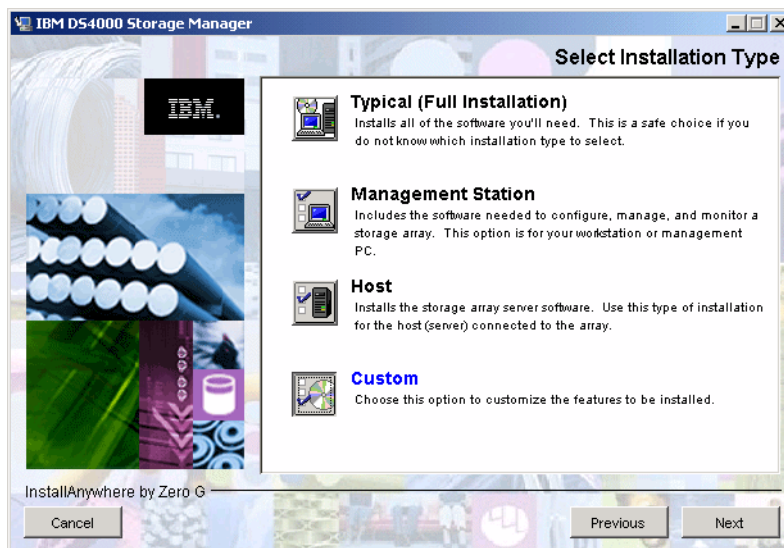 IBM DS4000 Storage Manager
Select Installation Type
IBM.
Typical (Full Installation)
Installs all of the software you'll need. This is a safe choice if you
do not know which installation type to select.
Management Station
Includes the software needed to configure, manage, and monitor a
storage array. This option is for your workstation or management
PC.
Host
Installs the storage array server software. Use this type of installation
for the host (server) connected to the array.
Custom
Choose this option to customize the features to be installed.
InstallAnywhere by Zero G
Cancel
Previous
Next